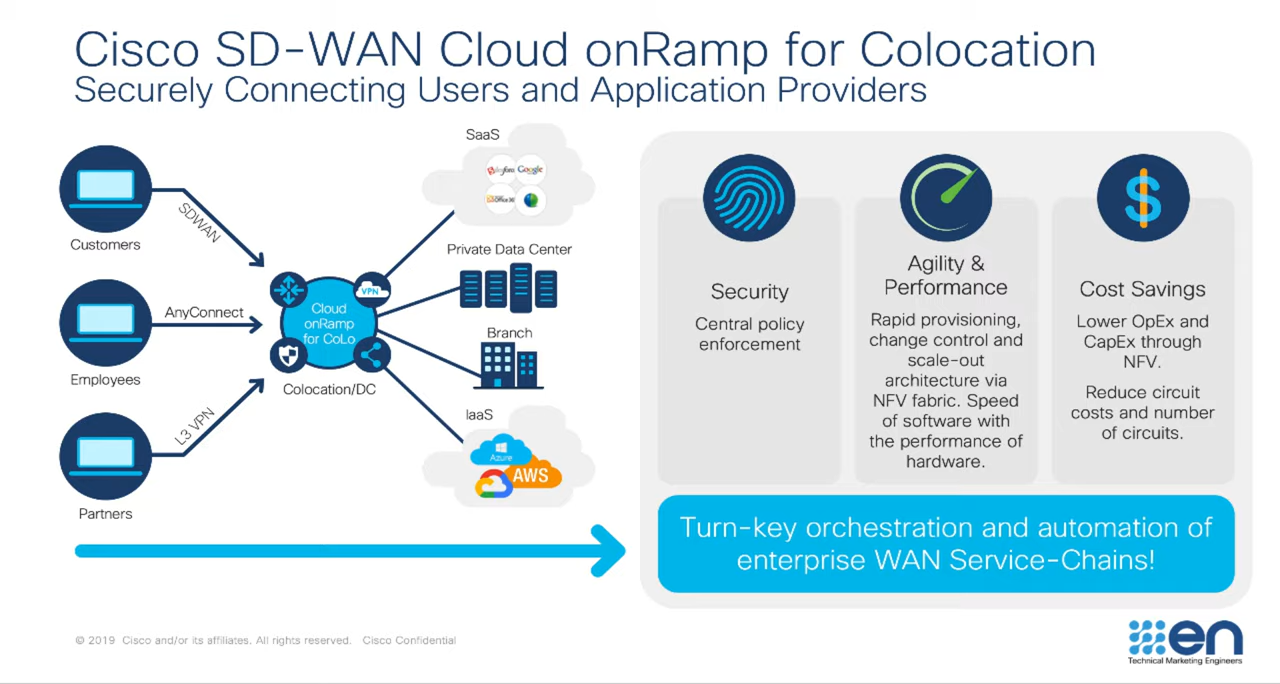 Cisco SD-WAN Cloud onRamp for Colocation
Securely Connecting Users and Application Providers
Customers
SDWAN
Employees
AnyConnect
Partners
L3 VPN
VPN
Cloud
onRamp
for CoLo
Colocation/DC
SaaS
Google
Private Data Center
Branch
IaaS
Azure
AWS
Security
Central policy
enforcement
Agility &
Performance
Rapid provisioning,
change control and
scale-out
architecture via
NFV fabric. Speed
of software with
the performance of
hardware.
Cost Savings
Lower OpEx and
CapEx through
NFV.
Reduce circuit
costs and number
of circuits.
Turn-key orchestration and automation of
enterprise WAN Service-Chains!
© 2019 Cisco and/or its affiliates. All rights reserved. Cisco Confidential
en
Technical Marketing Engineers